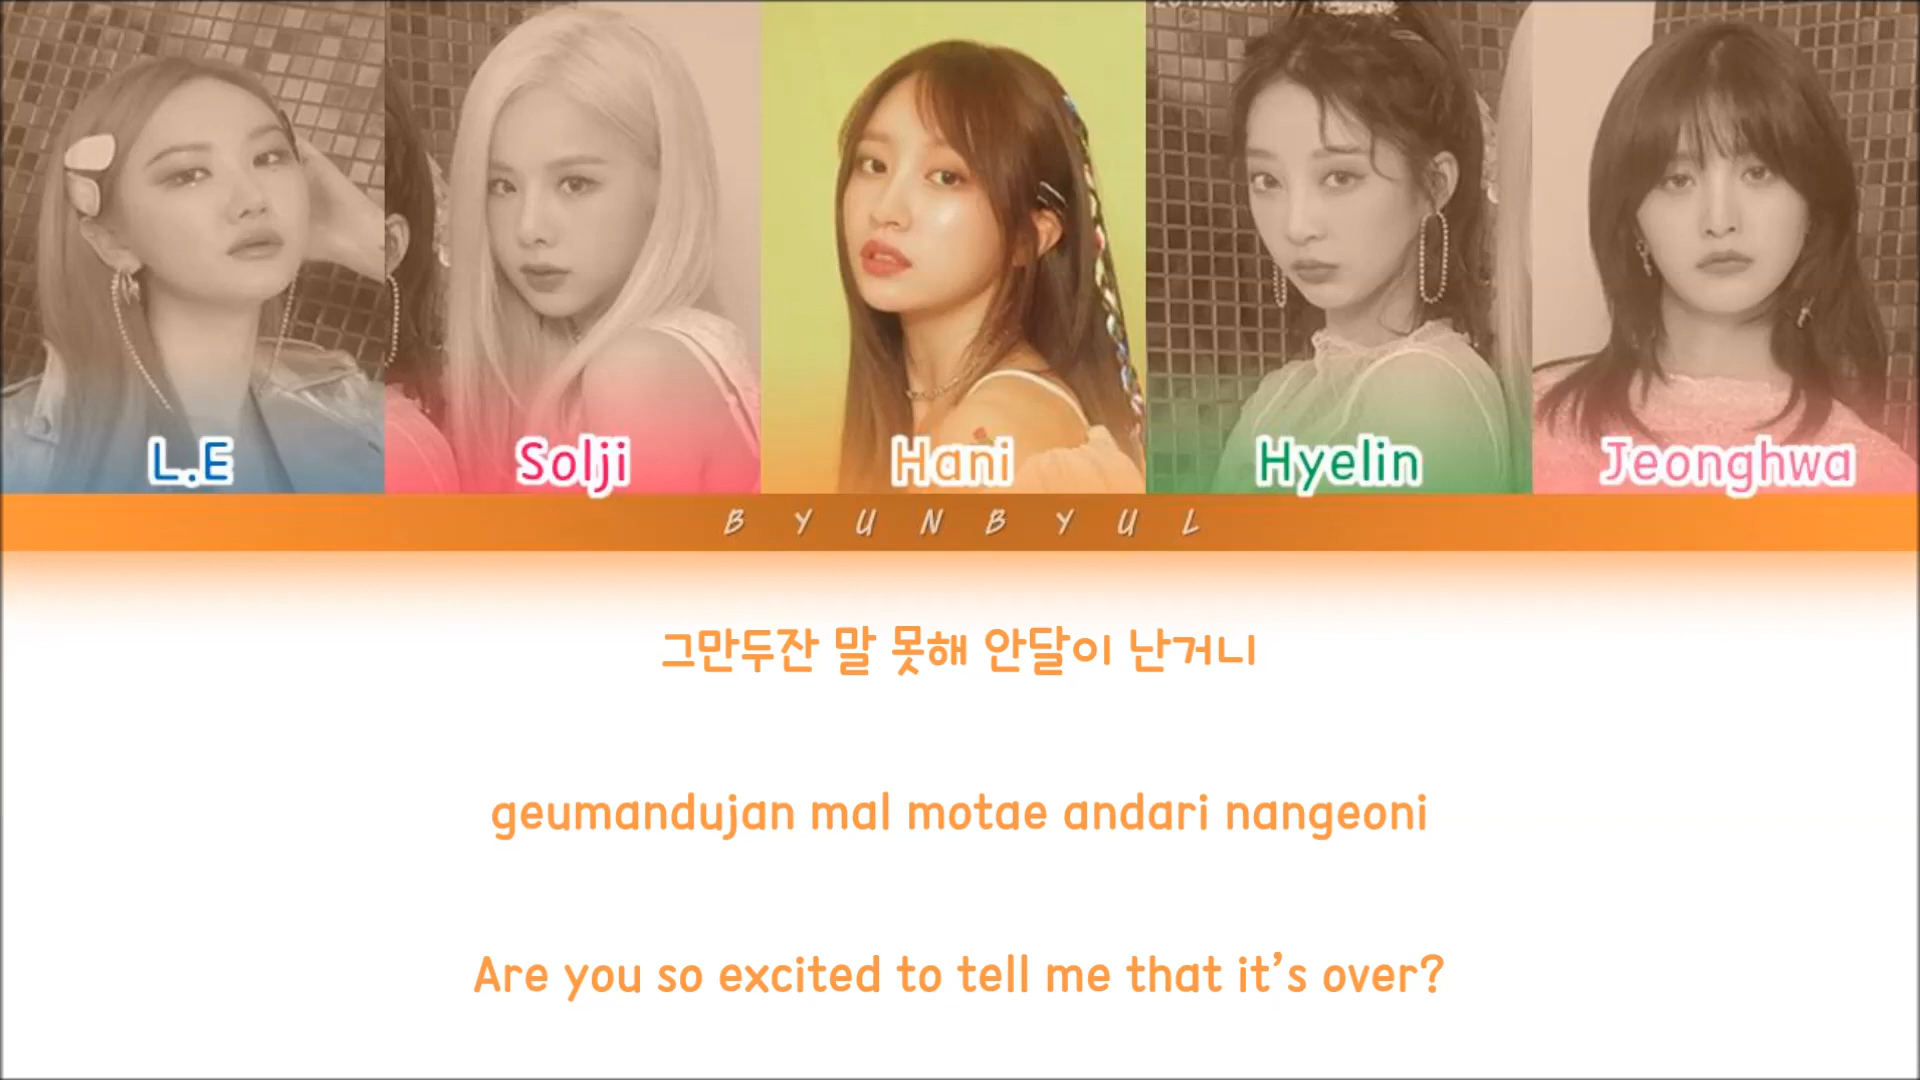 L.E
Solji
Hani
Hyelin
Jeonghwa
BYUNBYUL
그만두잔 말 못해 안달이 난거니
geumandujan mal motae andari nangeoni
Are you so excited to tell me that it's over?